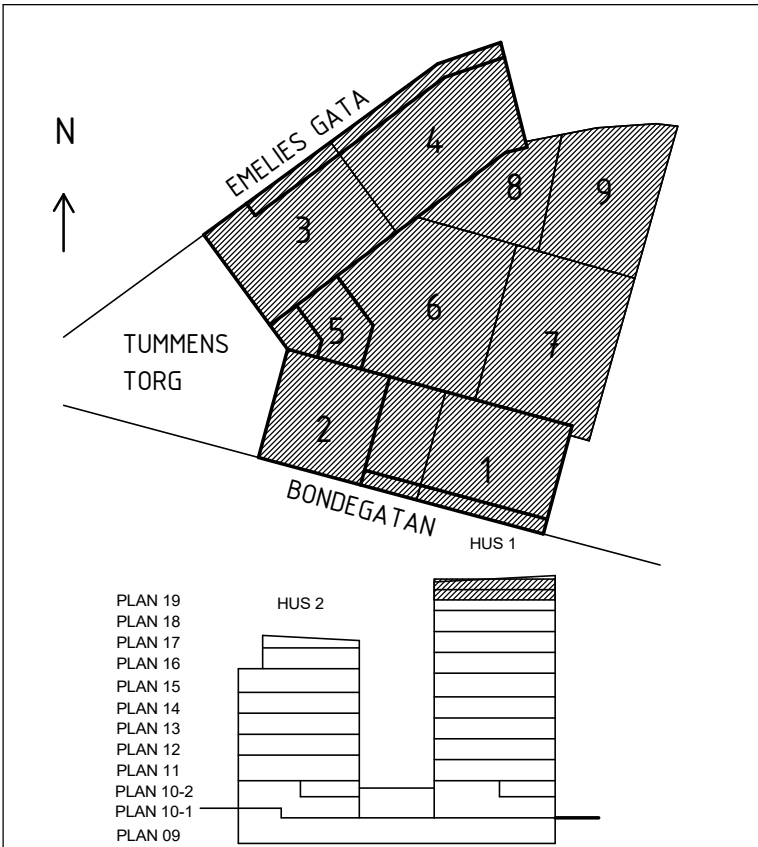 N
EMELIES GATA
4
8
9
3
6
5
7
TUMMENS
TORG
2
1
BONDEGATAN
HUS 1
HUS 2
PLAN 19
PLAN 18
PLAN 17
PLAN 16
PLAN 15
PLAN 14
PLAN 13
PLAN 12
PLAN 11
PLAN 10-2
PLAN 10-1
PLAN 09